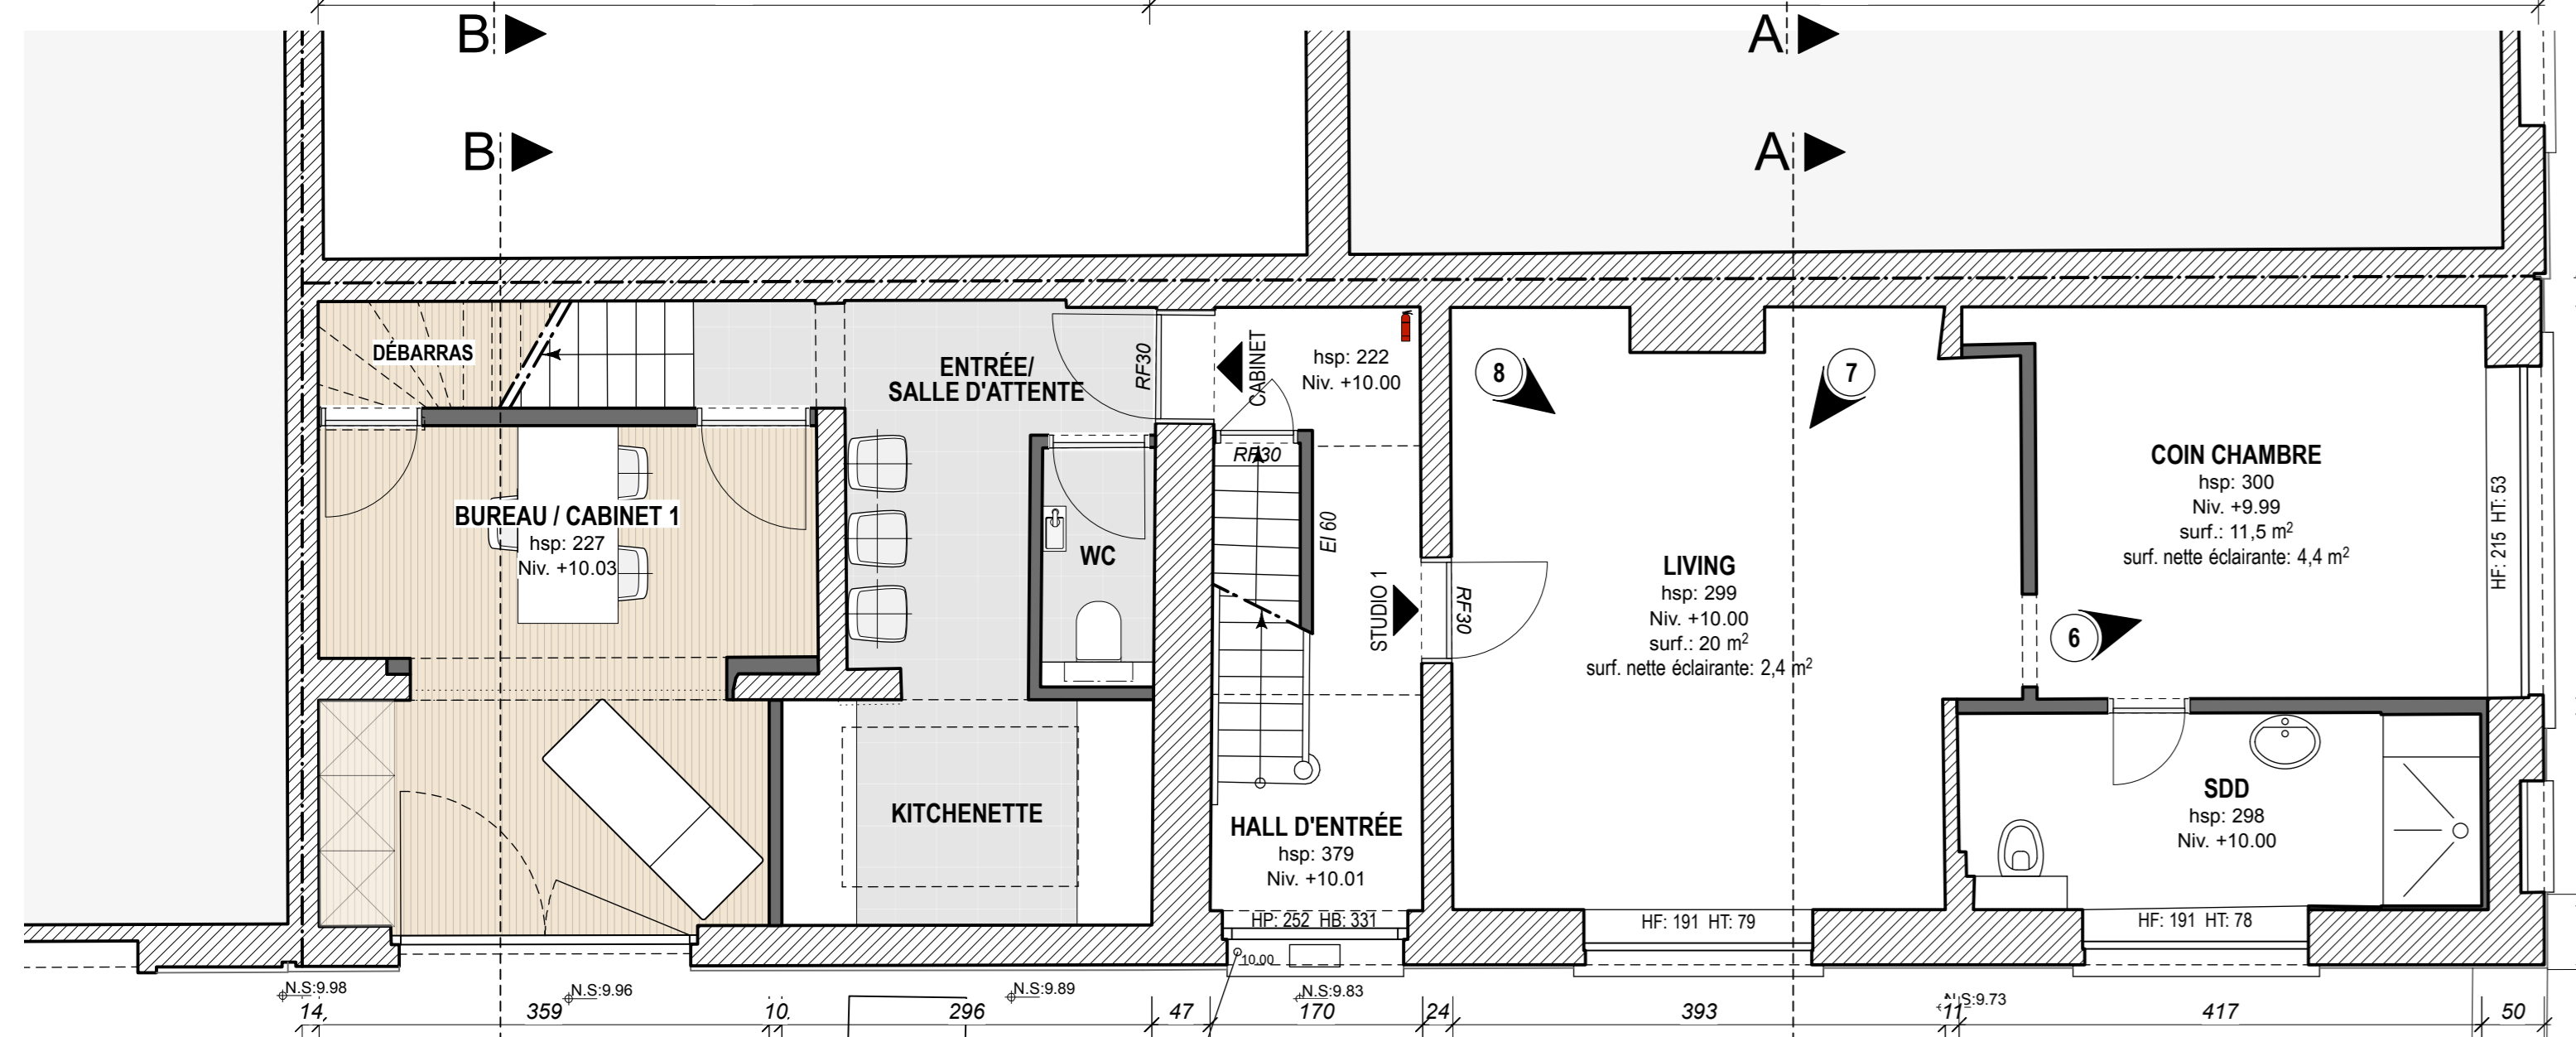 B
A
B
A
DÉBARRAS
ENTRÉE/
SALLE D'ATTENTE
RF30
CABINET
hsp: 222
Niv. +10.00
8
7
COIN CHAMBRE
hsp: 300
Niv. +9.99
surf.: 11,5 m²
surf. nette éclairante: 4,4 m²
HF: 215 HT: 53
BUREAU / CABINET 1
hsp: 227
Niv. +10.03
WC
RF30
EI 60
STUDIO 1
RF30
LIVING
hsp: 299
Niv. +10.00
surf.: 20 m²
surf. nette éclairante: 2,4 m²
6
KITCHENETTE
HALL D'ENTRÉE
hsp: 379
Niv. +10.01
SDD
hsp: 298
Niv. +10.00
HP: 252 HB: 331
HF: 191 HT: 79
HF: 191 HT: 78
10.00
N.S:9.98
N.S:9.96
N.S:9.89
N.S:9.83
N.S:9.73
14
359
10
296
47
170
24
393
11
417
50